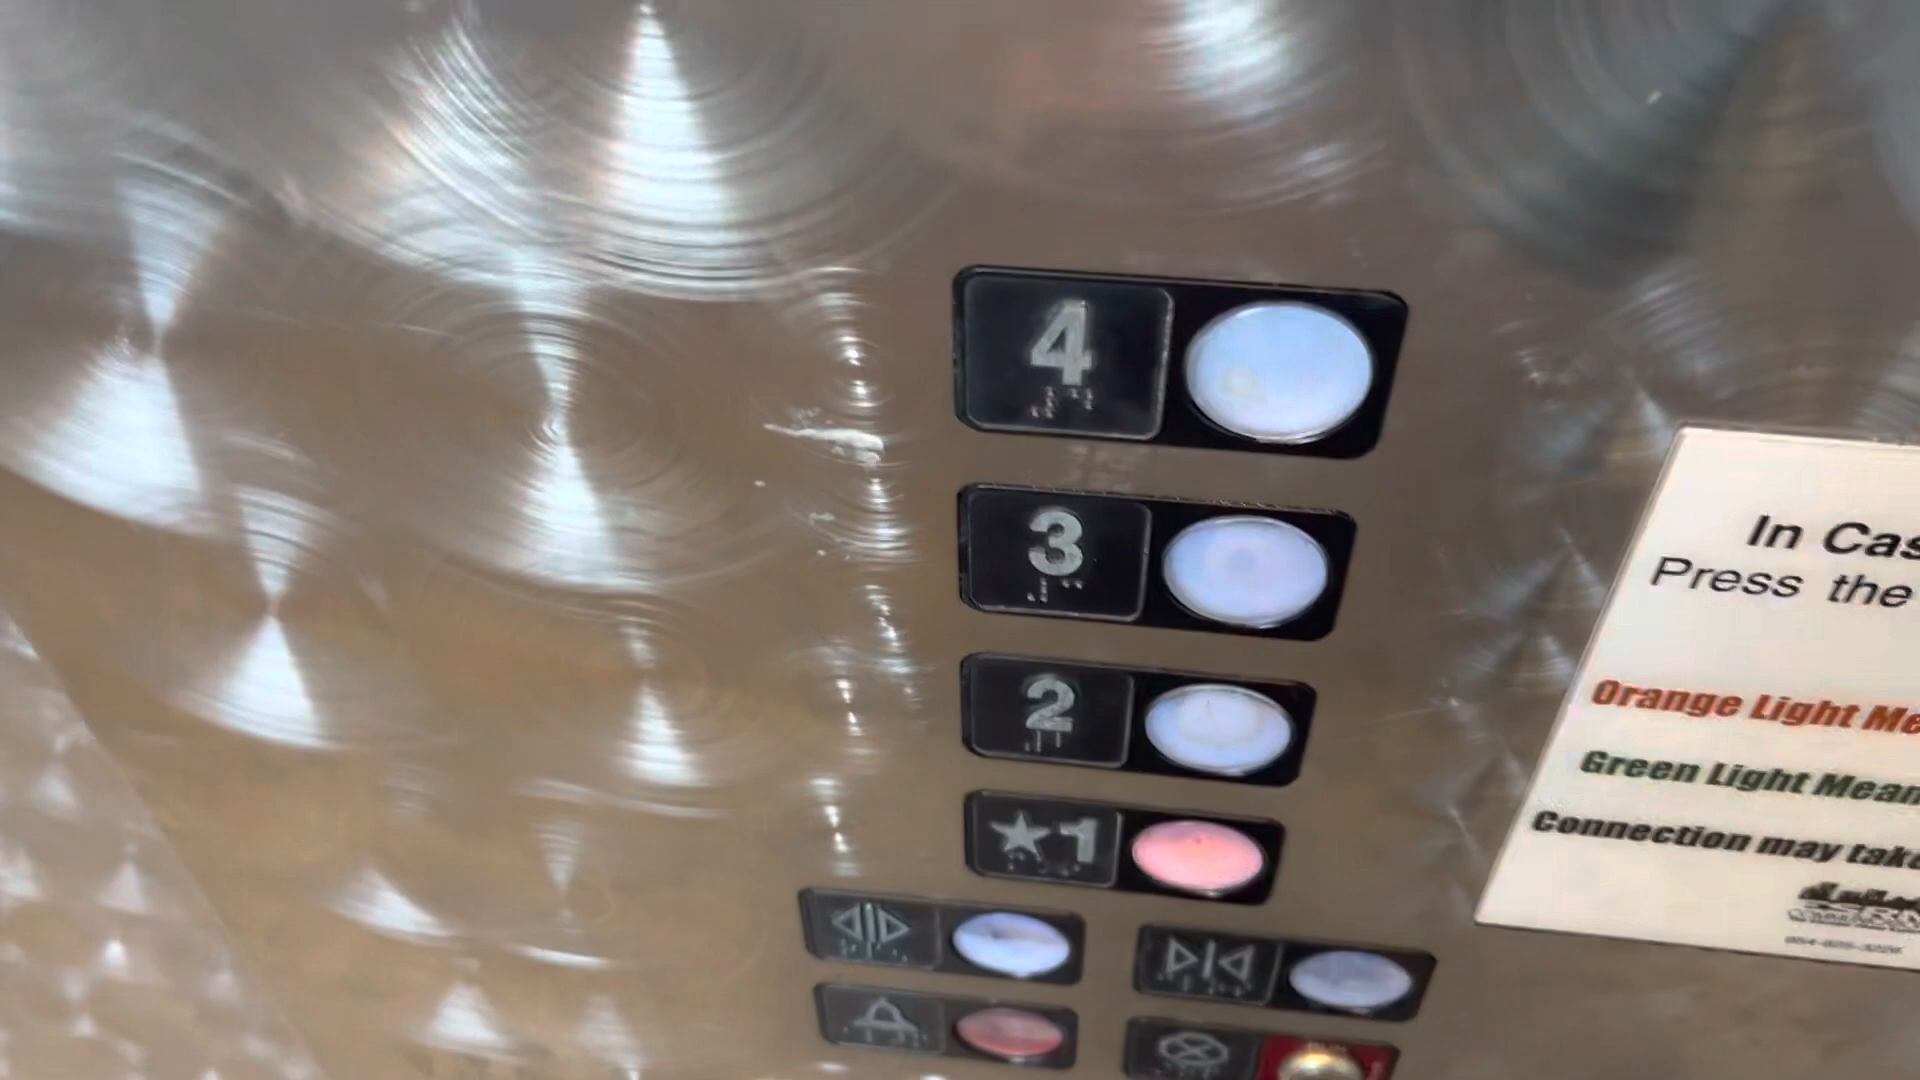 4
3
2
★1
In Cas
Press the
Orange Light Me
Green Light Mean
Connection may take